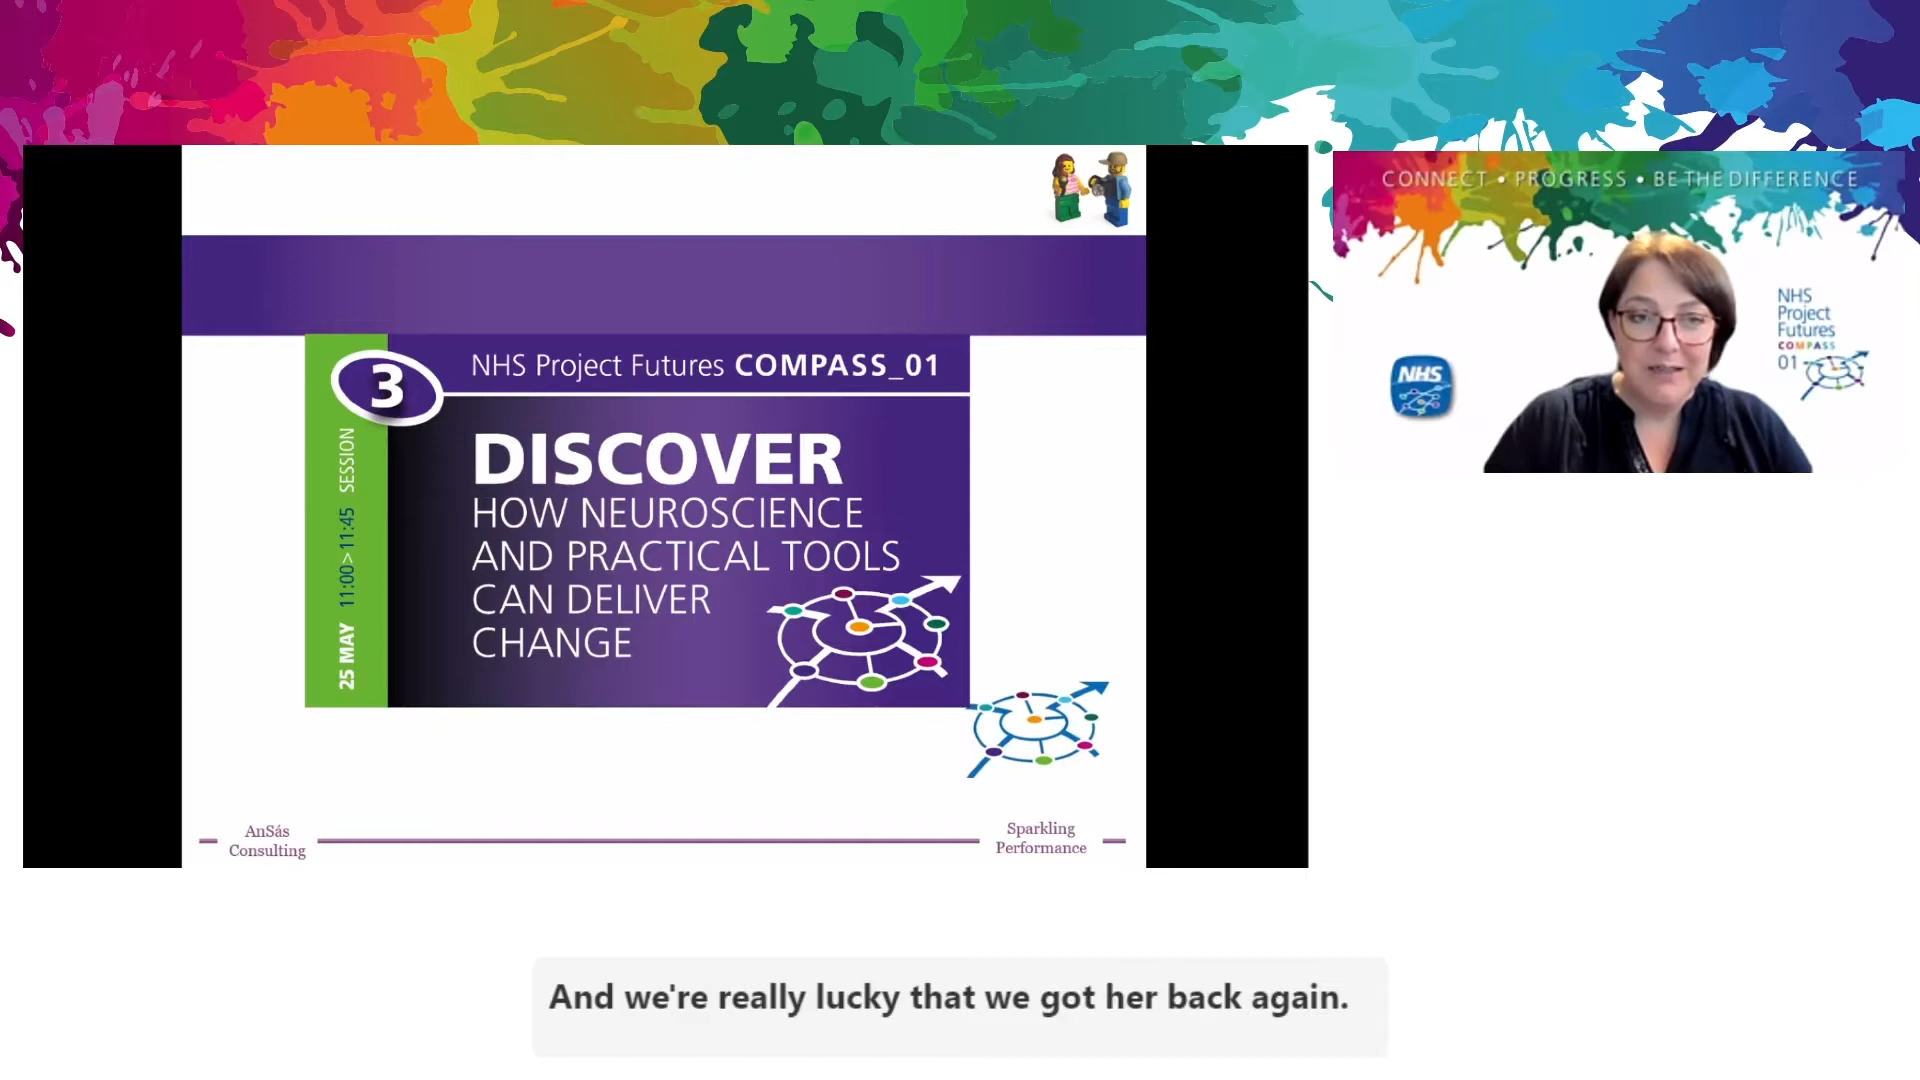 CONNECT • PROGRESS • BE THE DIFFERENCE
NHS
NHS
Project
Futures
COMPASS
01
3
NHS Project Futures COMPASS_01
DISCOVER
HOW NEUROSCIENCE
AND PRACTICAL TOOLS
CAN DELIVER
CHANGE
25 MAY 11:00>11:45 SESSION
AnSás
Consulting
Sparkling
Performance
And we're really lucky that we got her back again.